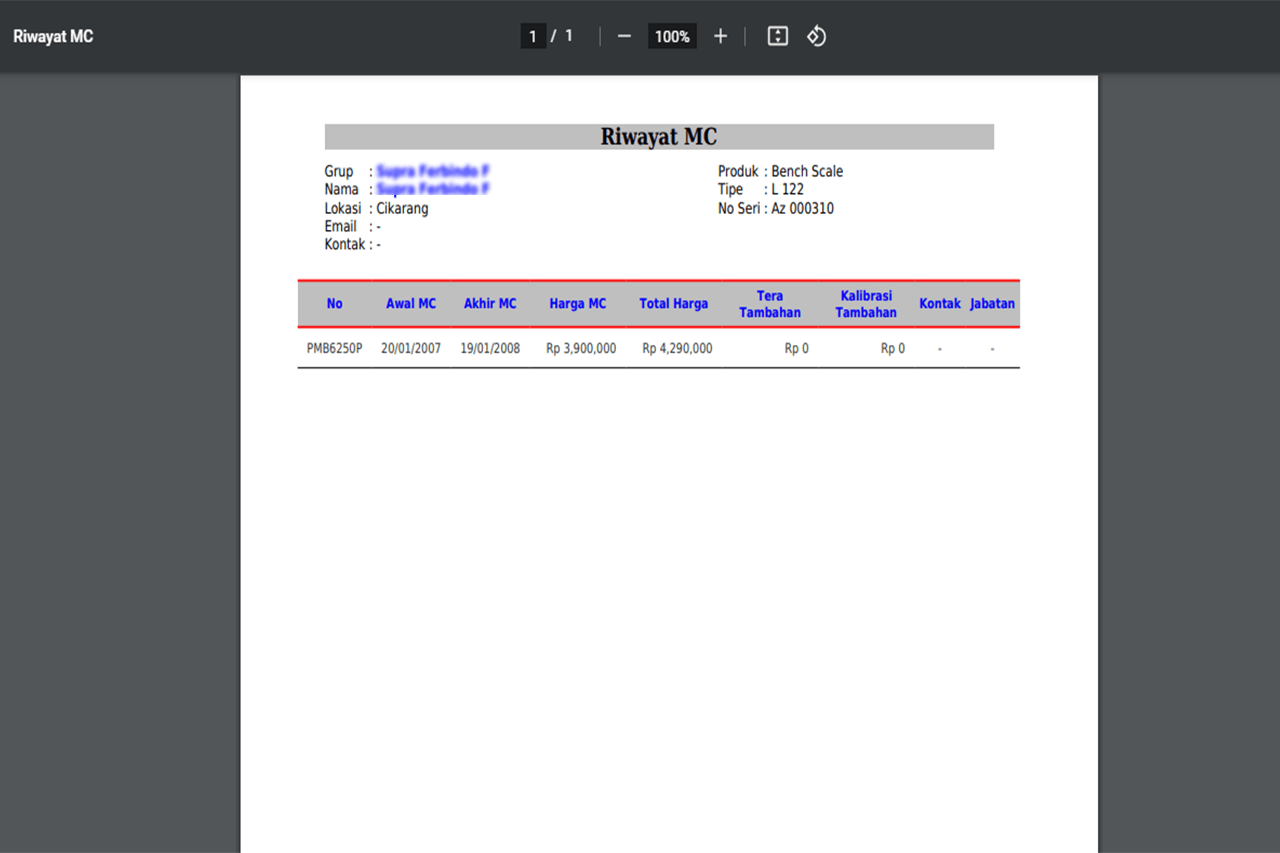 Riwayat MC
1 / 1
100%
Riwayat MC
Grup :
Nama :
Lokasi : Cikarang
Email : -
Kontak : -
Produk : Bench Scale
Tipe : L 122
No Seri : Az 000310
No Awal MC Akhir MC Harga MC Total Harga Tera Tambahan Kalibrasi Tambahan Kontak Jabatan
PMB6250P 20/01/2007 19/01/2008 Rp 3,900,000 Rp 4,290,000 Rp 0 Rp 0 - -